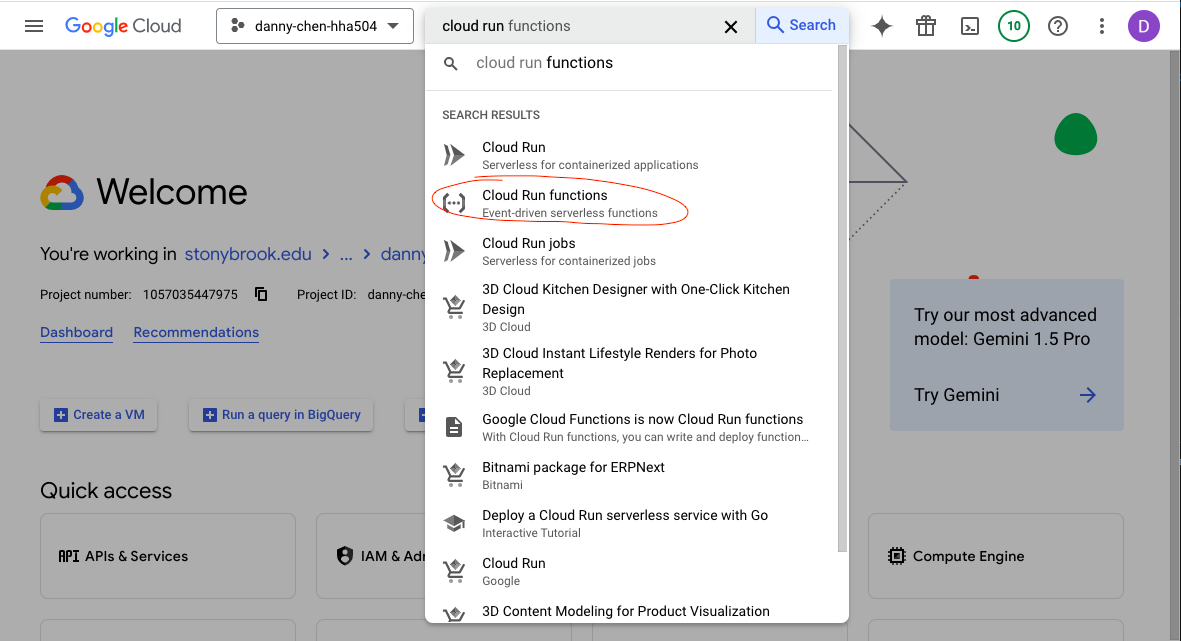 Google Cloud
danny-chen-hha504
cloud run functions
Search
10
D
cloud run functions
SEARCH RESULTS
Cloud Run
Serverless for containerized applications
Cloud Run functions
Event-driven serverless functions
Cloud Run jobs
Serverless for containerized jobs
3D Cloud Kitchen Designer with One-Click Kitchen
Design
3D Cloud
3D Cloud Instant Lifestyle Renders for Photo
Replacement
3D Cloud
Google Cloud Functions is now Cloud Run functions
With Cloud Run functions, you can write and deploy function...
Bitnami package for ERPNext
Bitnami
Deploy a Cloud Run serverless service with Go
Interactive Tutorial
Cloud Run
Google
3D Content Modeling for Product Visualization
Welcome
You're working in stonybrook.edu > ... > danny
Project number: 1057035447975 Project ID: danny-che
Dashboard Recommendations
Create a VM Run a query in BigQuery
Quick access
API APIs & Services
IAM & Adr
Compute Engine
Try our most advanced
model: Gemini 1.5 Pro
Try Gemini